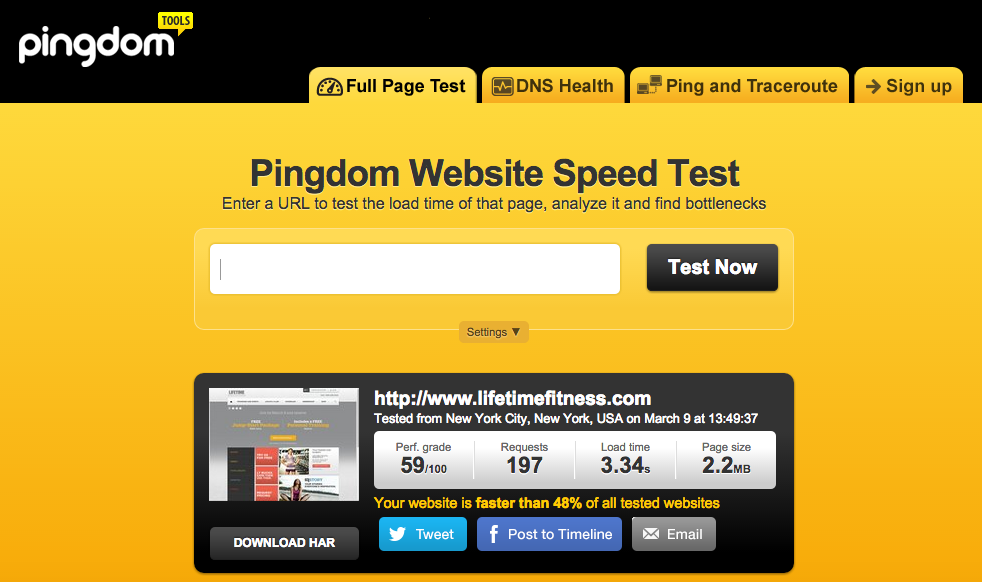 pingdom
TOOLS
Full Page Test
DNS Health
Ping and Traceroute
Sign up
Pingdom Website Speed Test
Enter a URL to test the load time of that page, analyze it and find bottlenecks
Test Now
Settings ▼
http://www.lifetimefitness.com
Tested from New York City, New York, USA on March 9 at 13:49:37
Perf. grade Requests Load time Page size
59/100 197 3.34s 2.2MB
Your website is faster than 48% of all tested websites
Tweet
Post to Timeline
Email
DOWNLOAD HAR